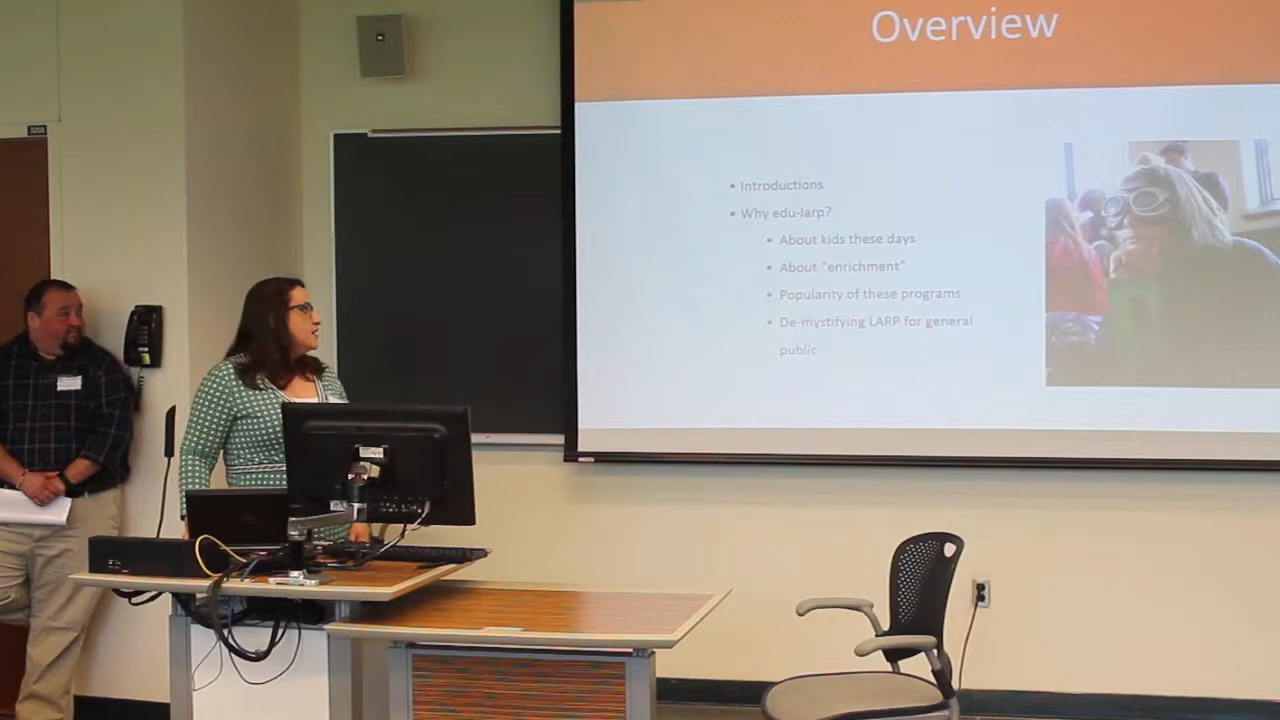 Overview
• Introductions
• Why edu-larp?
• About kids these days
• About "enrichment"
• Popularity of these programs
• De-mystifying LARP for general
public